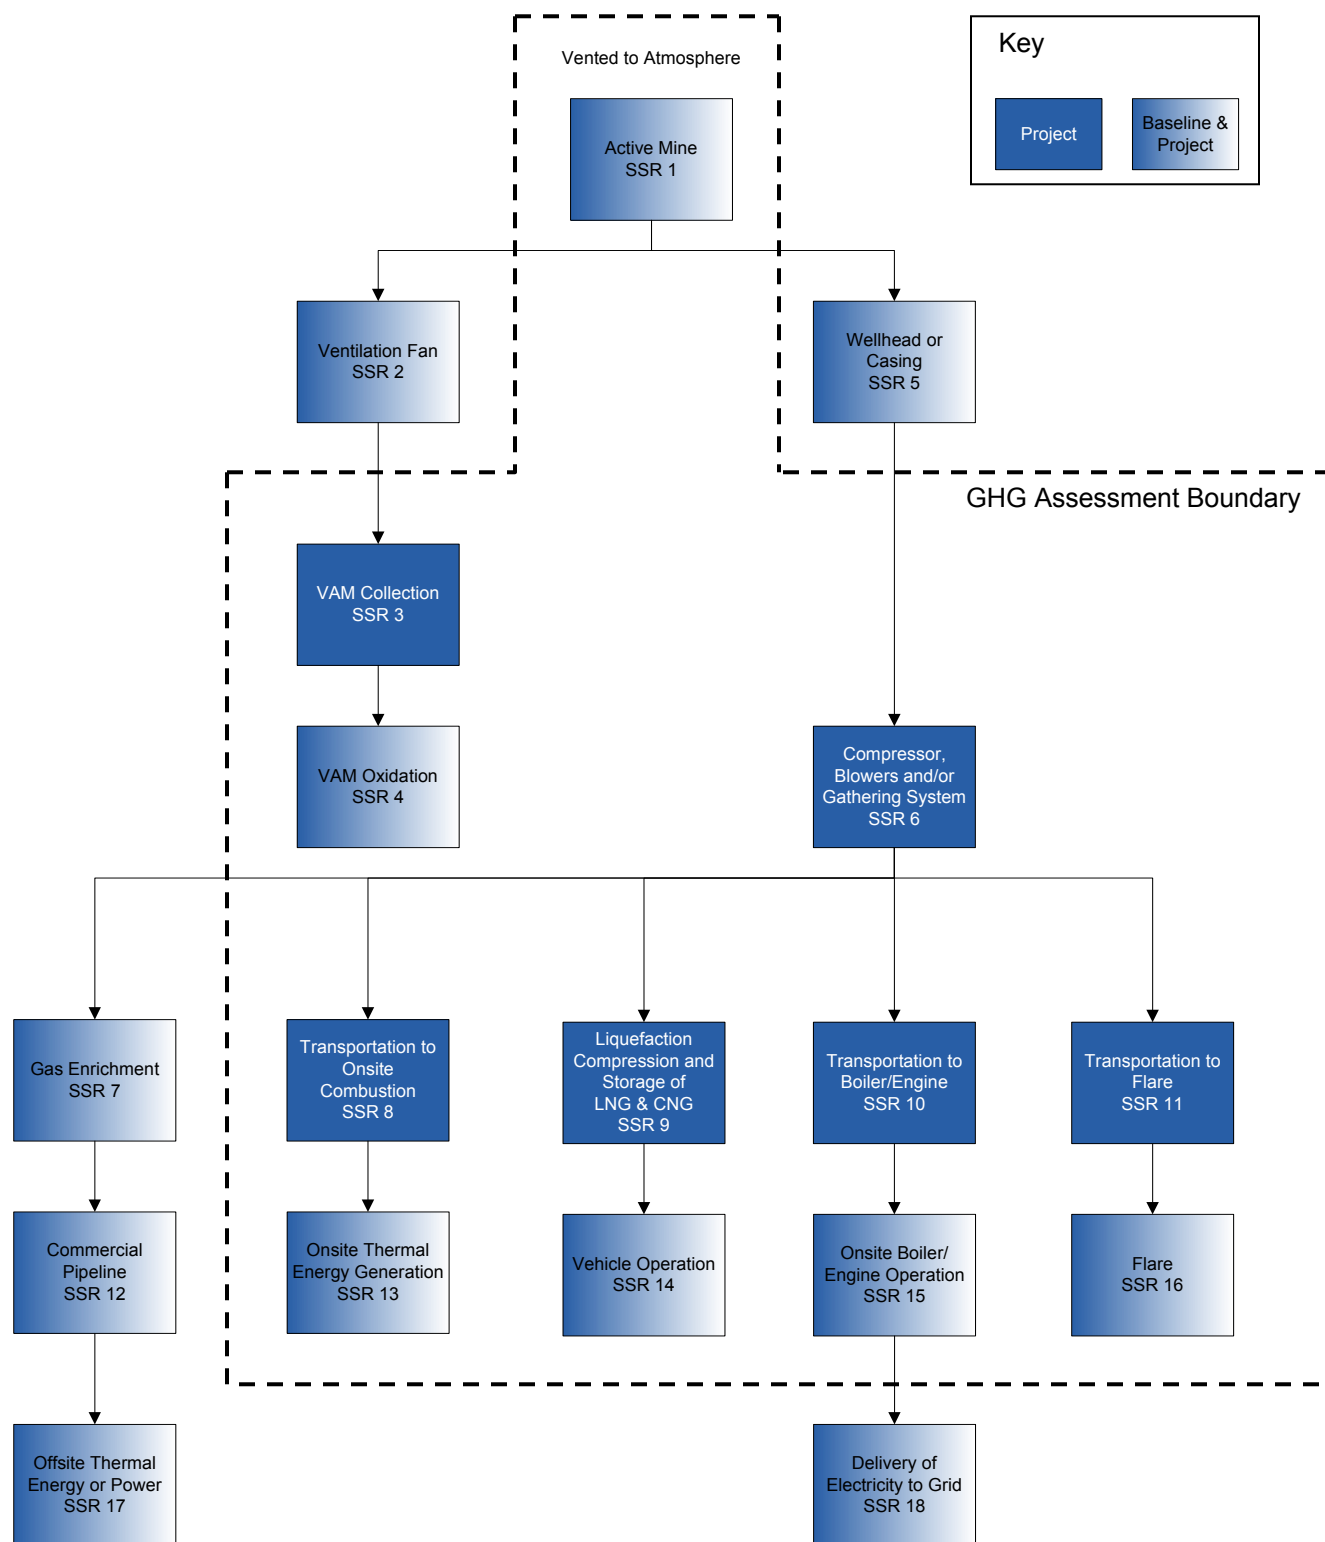 Vented to Atmosphere
Key
Project
Baseline &
Project
Active Mine
SSR 1
Ventilation Fan
SSR 2
Wellhead or
Casing
SSR 5
GHG Assessment Boundary
VAM Collection
SSR 3
VAM Oxidation
SSR 4
Compressor,
Blowers and/or
Gathering System
SSR 6
Gas Enrichment
SSR 7
Transportation to
Onsite
Combustion
SSR 8
Liquefaction
Compression and
Storage of
LNG & CNG
SSR 9
Transportation to
Boiler/Engine
SSR 10
Transportation to
Flare
SSR 11
Commercial
Pipeline
SSR 12
Onsite Thermal
Energy Generation
SSR 13
Vehicle Operation
SSR 14
Onsite Boiler/
Engine Operation
SSR 15
Flare
SSR 16
Offsite Thermal
Energy or Power
SSR 17
Delivery of
Electricity to Grid
SSR 18